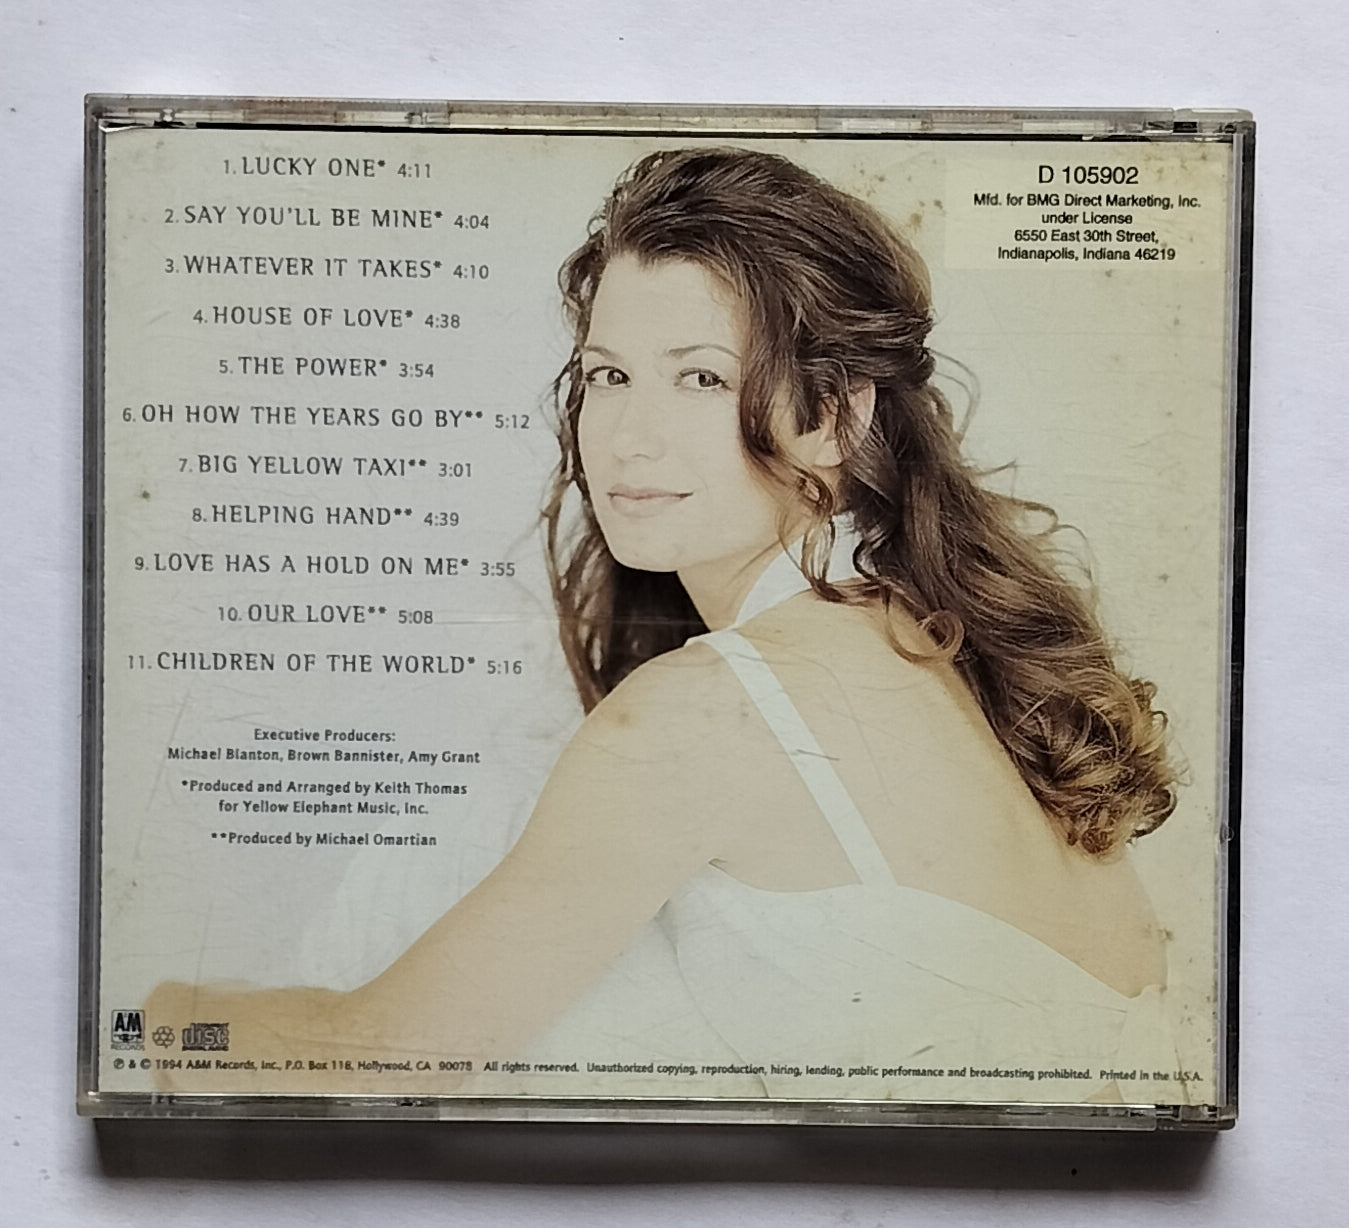 1. LUCKY ONE* 4:11
2. SAY YOU'LL BE MINE* 4:04
3. WHATEVER IT TAKES* 4:10
4. HOUSE OF LOVE* 4:38
5. THE POWER* 3:54
6. OH HOW THE YEARS GO BY** 5:12
7. BIG YELLOW TAXI** 3:01
8. HELPING HAND** 4:39
9. LOVE HAS A HOLD ON ME* 3:55
10. OUR LOVE** 5:08
11. CHILDREN OF THE WORLD* 5:16
Executive Producers:
Michael Blanton, Brown Bannister, Amy Grant
*Produced and Arranged by Keith Thomas
for Yellow Elephant Music, Inc.
**Produced by Michael Omartian
D 105902
Mfd. for BMG Direct Marketing, Inc.
under License
6550 East 30th Street,
Indianapolis, Indiana 46219
A&M
RECORDS
disc
DIGITAL AUDIO
℗ & © 1994 A&M Records, Inc., P.O. Box 118, Hollywood, CA 90078 All rights reserved. Unauthorized copying, reproduction, hiring, lending, public performance and broadcasting prohibited. Printed in the U.S.A.